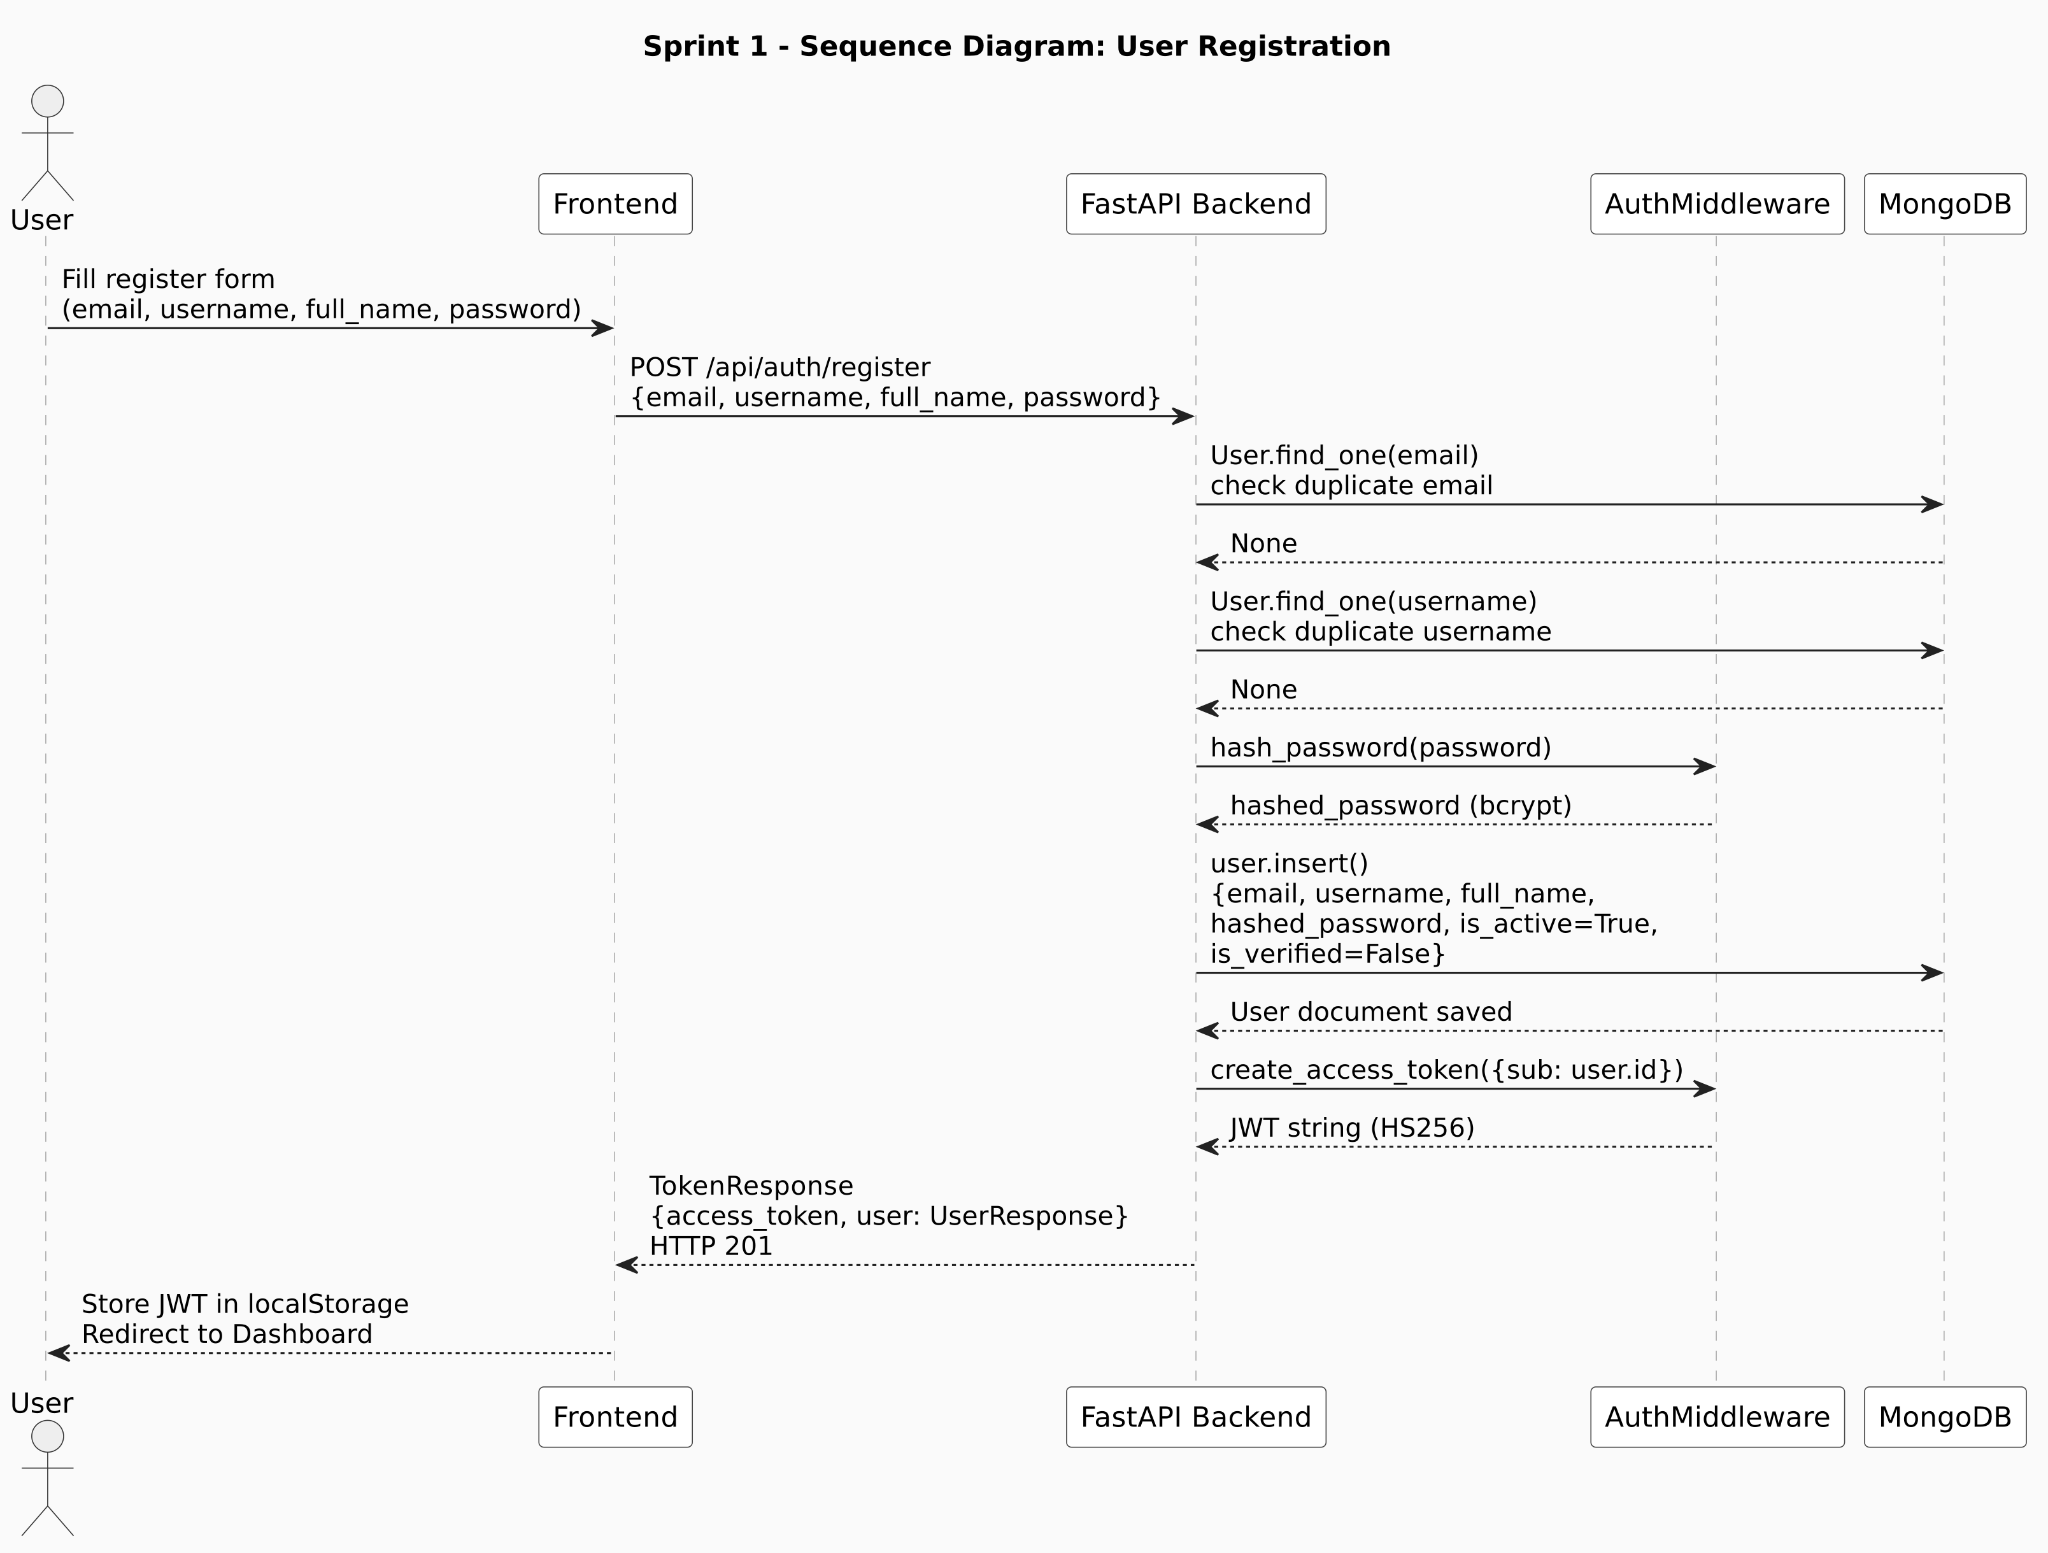 Sprint 1 - Sequence Diagram: User Registration
User
Frontend
FastAPI Backend
AuthMiddleware
MongoDB
Fill register form
(email, username, full_name, password)
POST /api/auth/register
{email, username, full_name, password}
User.find_one(email)
check duplicate email
None
User.find_one(username)
check duplicate username
None
hash_password(password)
hashed_password (bcrypt)
user.insert()
{email, username, full_name,
hashed_password, is_active=True,
is_verified=False}
User document saved
create_access_token({sub: user.id})
JWT string (HS256)
TokenResponse
{access_token, user: UserResponse}
HTTP 201
Store JWT in localStorage
Redirect to Dashboard
User
Frontend
FastAPI Backend
AuthMiddleware
MongoDB